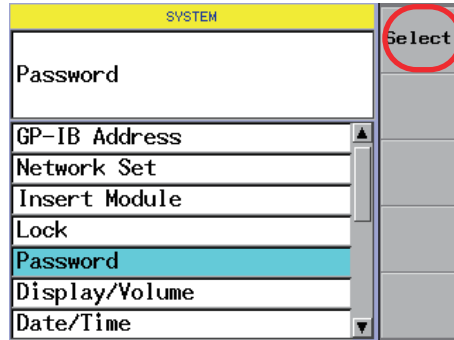 SYSTEM
Select
Password
GP-IB Address
Network Set
Insert Module
Lock
Password
Display/Volume
Date/Time